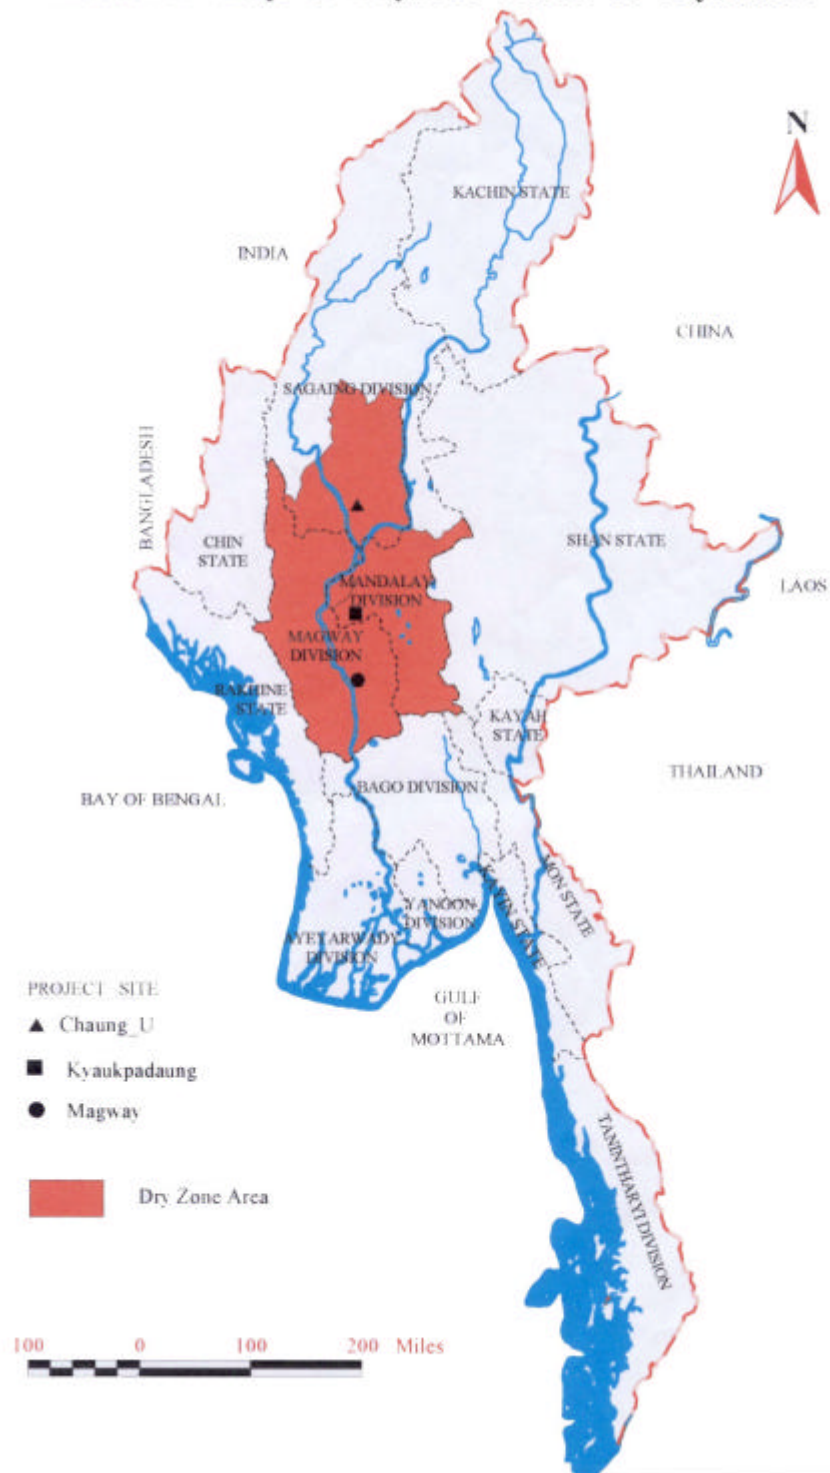 N
KACHIN STATE
INDIA
CHINA
SAGAING DIVISION
BANGLADESH
CHIN
STATE
SHAN STATE
LAOS
MANDALAY
DIVISION
MAGWAY
DIVISION
RAKHINE
STATE
KAYAH
STATE
THAILAND
BAY OF BENGAL
BAGO DIVISION
KAYIN STATE
MON STATE
YANGON
DIVISION
AYEYARWADY
DIVISION
GULF
OF
MOTTAMA
PROJECT SITE
Chaung_U
Kyaukpadaung
Magway
TANINTHARYI DIVISION
Dry Zone Area
100 0 100 200 Miles